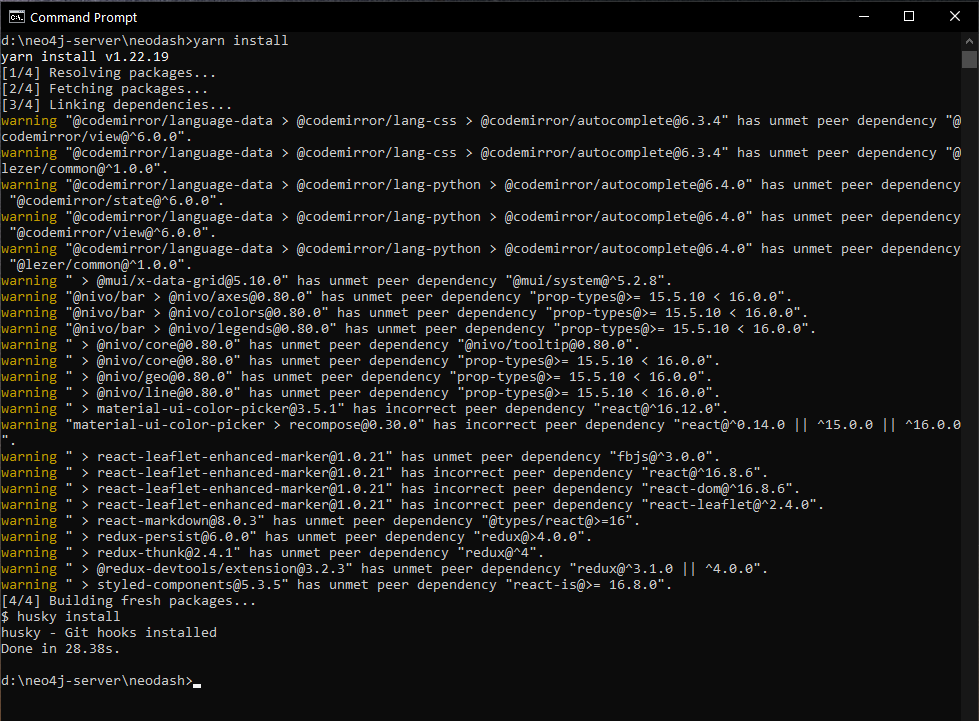 Command Prompt
d:\neo4j-server\neodash>yarn install
yarn install v1.22.19
[1/4] Resolving packages...
[2/4] Fetching packages...
[3/4] Linking dependencies...
warning "@codemirror/language-data > @codemirror/lang-css > @codemirror/autocomplete@6.3.4" has unmet peer dependency "@
codemirror/view@^6.0.0".
warning "@codemirror/language-data > @codemirror/lang-css > @codemirror/autocomplete@6.3.4" has unmet peer dependency "@
lezer/common@^1.0.0".
warning "@codemirror/language-data > @codemirror/lang-python > @codemirror/autocomplete@6.4.0" has unmet peer dependency
 "@codemirror/state@^6.0.0".
warning "@codemirror/language-data > @codemirror/lang-python > @codemirror/autocomplete@6.4.0" has unmet peer dependency
 "@codemirror/view@^6.0.0".
warning "@codemirror/language-data > @codemirror/lang-python > @codemirror/autocomplete@6.4.0" has unmet peer dependency
 "@lezer/common@^1.0.0".
warning " > @mui/x-data-grid@5.10.0" has unmet peer dependency "@mui/system@^5.2.8".
warning "@nivo/bar > @nivo/axes@0.80.0" has unmet peer dependency "prop-types@>= 15.5.10 < 16.0.0".
warning "@nivo/bar > @nivo/colors@0.80.0" has unmet peer dependency "prop-types@>= 15.5.10 < 16.0.0".
warning "@nivo/bar > @nivo/legends@0.80.0" has unmet peer dependency "prop-types@>= 15.5.10 < 16.0.0".
warning " > @nivo/core@0.80.0" has unmet peer dependency "@nivo/tooltip@0.80.0".
warning " > @nivo/core@0.80.0" has unmet peer dependency "prop-types@>= 15.5.10 < 16.0.0".
warning " > @nivo/geo@0.80.0" has unmet peer dependency "prop-types@>= 15.5.10 < 16.0.0".
warning " > @nivo/line@0.80.0" has unmet peer dependency "prop-types@>= 15.5.10 < 16.0.0".
warning " > material-ui-color-picker@3.5.1" has incorrect peer dependency "react@^16.12.0".
warning "material-ui-color-picker > recompose@0.30.0" has incorrect peer dependency "react@^0.14.0 || ^15.0.0 || ^16.0.0
".
warning " > react-leaflet-enhanced-marker@1.0.21" has unmet peer dependency "fbjs@^3.0.0".
warning " > react-leaflet-enhanced-marker@1.0.21" has incorrect peer dependency "react@^16.8.6".
warning " > react-leaflet-enhanced-marker@1.0.21" has incorrect peer dependency "react-dom@^16.8.6".
warning " > react-leaflet-enhanced-marker@1.0.21" has incorrect peer dependency "react-leaflet@^2.4.0".
warning " > react-markdown@8.0.3" has unmet peer dependency "@types/react@>=16".
warning " > redux-persist@6.0.0" has unmet peer dependency "redux@>4.0.0".
warning " > redux-thunk@2.4.1" has unmet peer dependency "redux@^4".
warning " > @redux-devtools/extension@3.2.3" has unmet peer dependency "redux@^3.1.0 || ^4.0.0".
warning " > styled-components@5.3.5" has unmet peer dependency "react-is@>= 16.8.0".
[4/4] Building fresh packages...
$ husky install
husky - Git hooks installed
Done in 28.38s.
d:\neo4j-server\neodash>